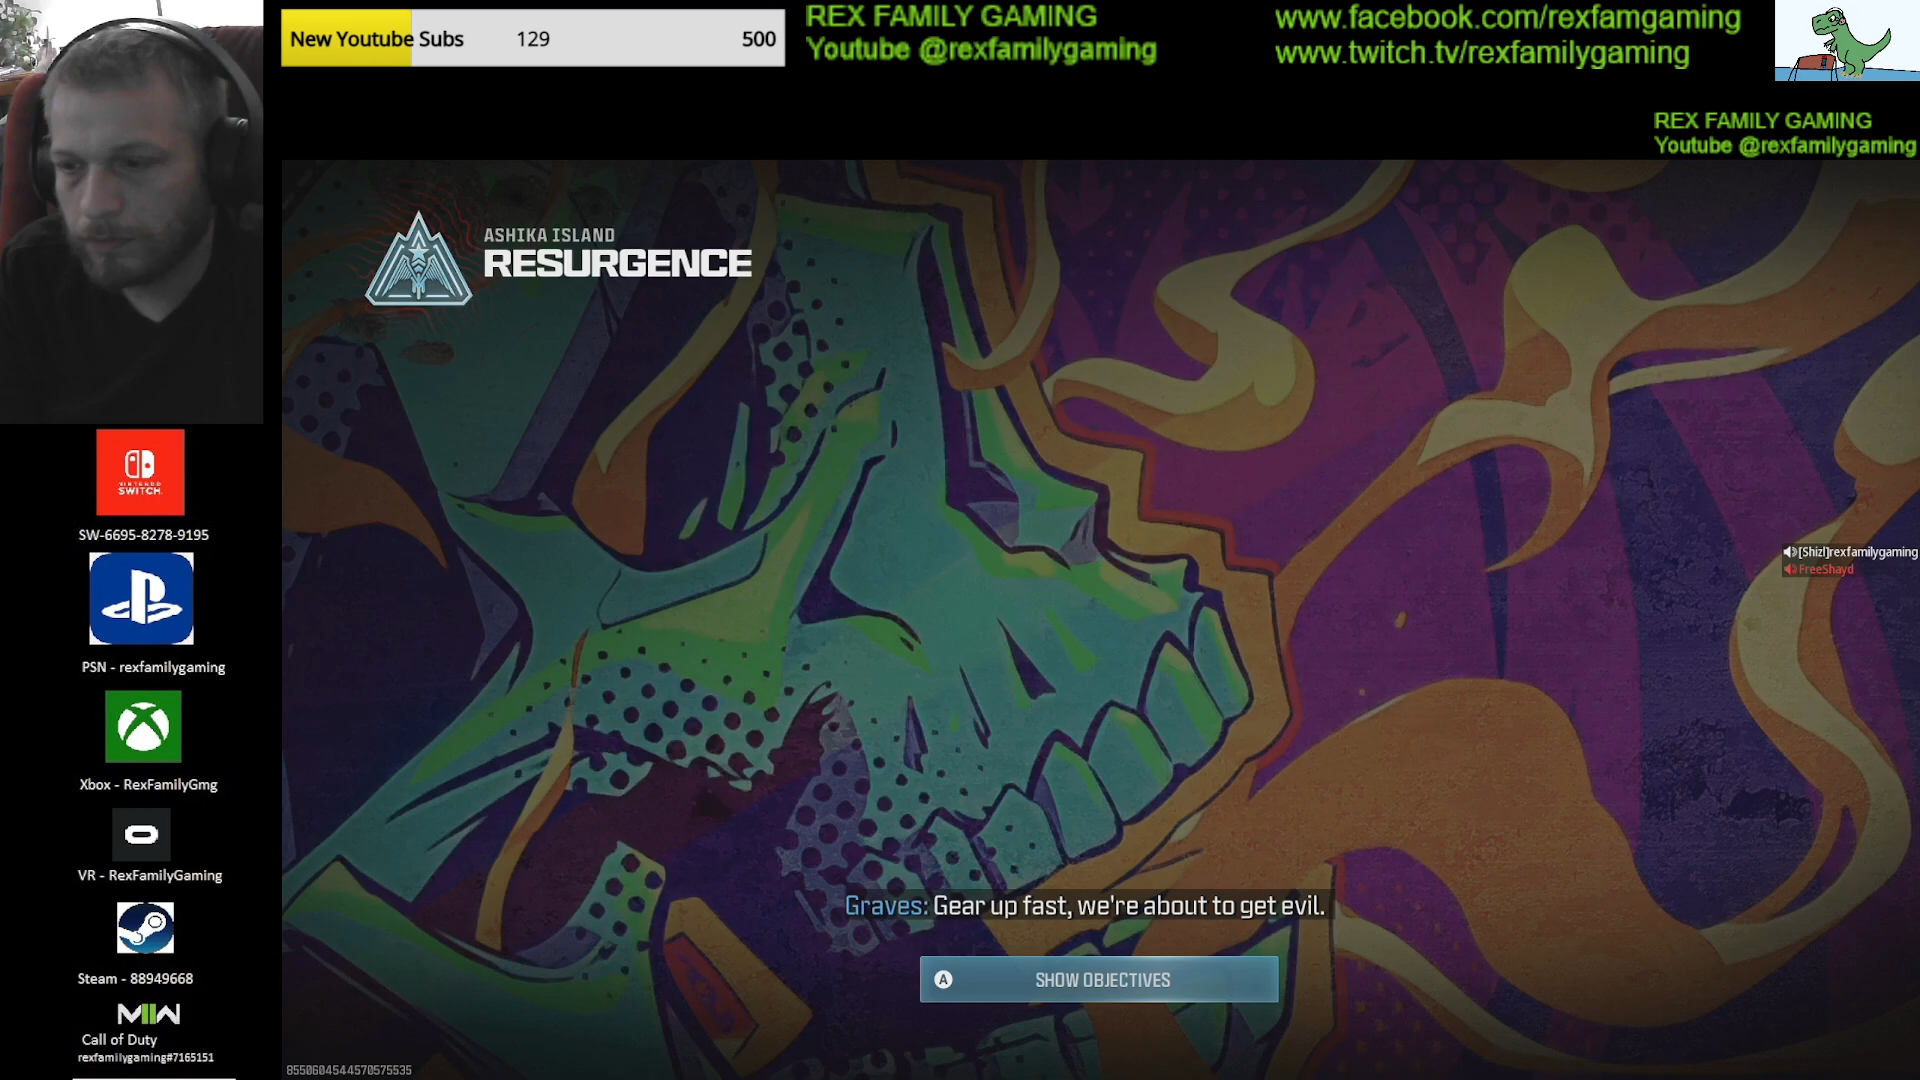 New Youtube Subs 129 500
REX FAMILY GAMING
Youtube @rexfamilygaming
www.facebook.com/rexfamgaming
www.twitch.tv/rexfamilygaming
REX FAMILY GAMING
Youtube @rexfamilygaming
ASHIKA ISLAND
RESURGENCE
NINTENDO
SWITCH
SW-6695-8278-9195
PSN - rexfamilygaming
Xbox - RexFamilyGmg
VR - RexFamilyGaming
Steam - 88949668
MW
Call of Duty
rexfamilygaming#7165151
[Shizl]rexfamilygaming
FreeShayd
Graves: Gear up fast, we're about to get evil.
A SHOW OBJECTIVES
8550604544570575535